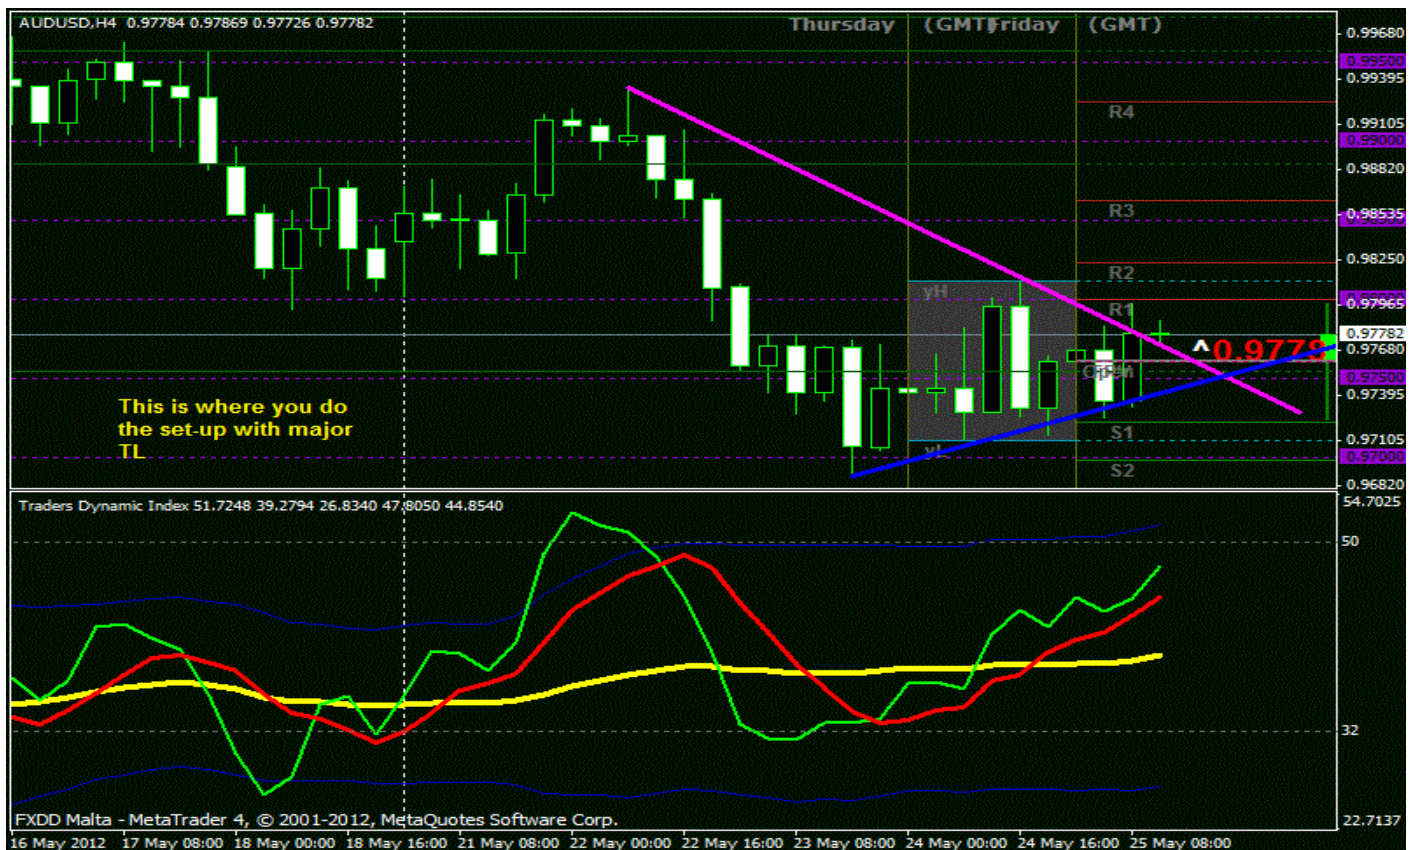 AUDUSD,H4 0.97784 0.97869 0.97726 0.97782
Thursday (GMT) Friday (GMT)
0.99680
0.99500
0.99395
R4
0.99105
0.99000
0.98820
0.98535
R3
0.98250
R2
yH
0.97965
R1
0.97782
0.97680
^0.9778
Open
0.97500
0.97395
This is where you do
the set-up with major
TL
S1
0.97105
yL
0.97000
S2
0.96820
Traders Dynamic Index 51.7248 39.2794 26.8340 47.8050 44.8540
54.7025
50
32
22.7137
FXDD Malta - MetaTrader 4, © 2001-2012, MetaQuotes Software Corp.
16 May 2012 17 May 08:00 18 May 00:00 18 May 16:00 21 May 08:00 22 May 00:00 22 May 16:00 23 May 08:00 24 May 00:00 24 May 16:00 25 May 08:00